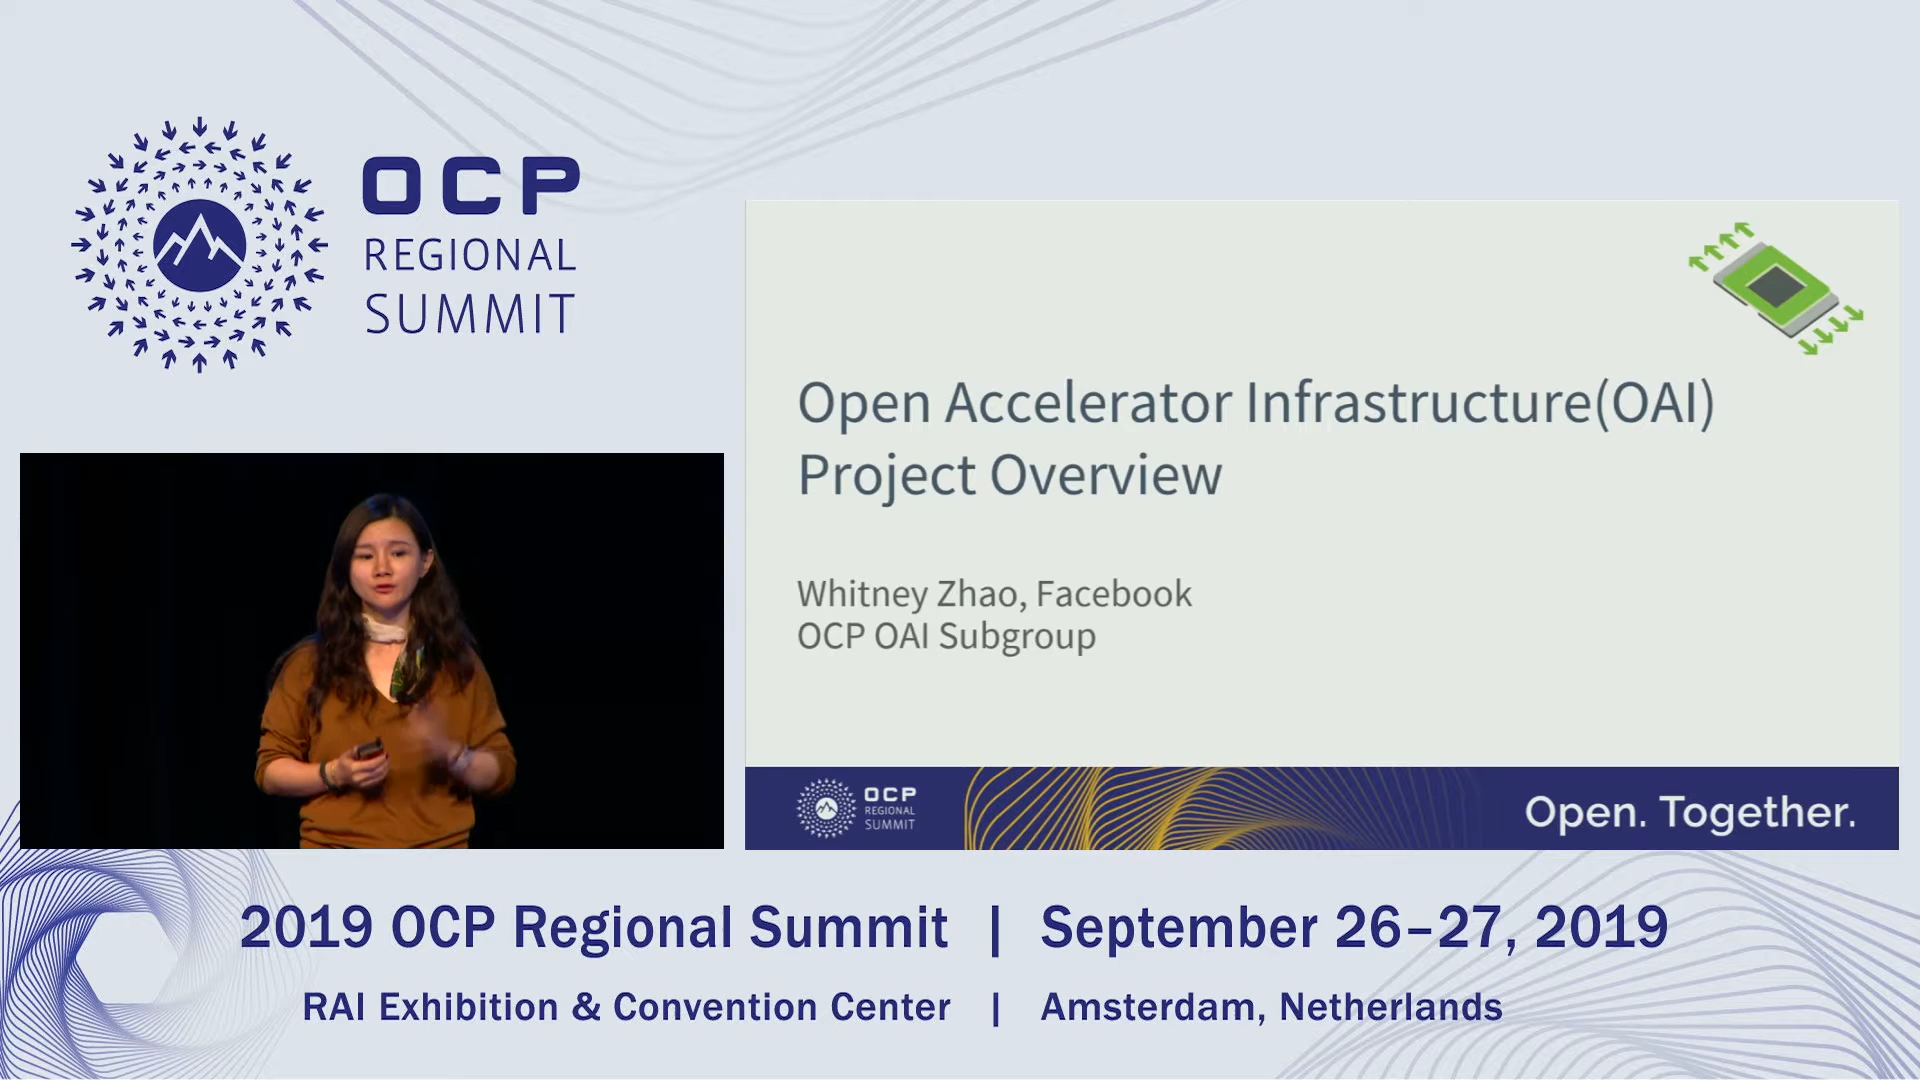 OCP
REGIONAL
SUMMIT
Open Accelerator Infrastructure(OAI)
Project Overview
Whitney Zhao, Facebook
OCP OAI Subgroup
OCP
REGIONAL
SUMMIT
Open. Together.
2019 OCP Regional Summit | September 26–27, 2019
RAI Exhibition & Convention Center | Amsterdam, Netherlands